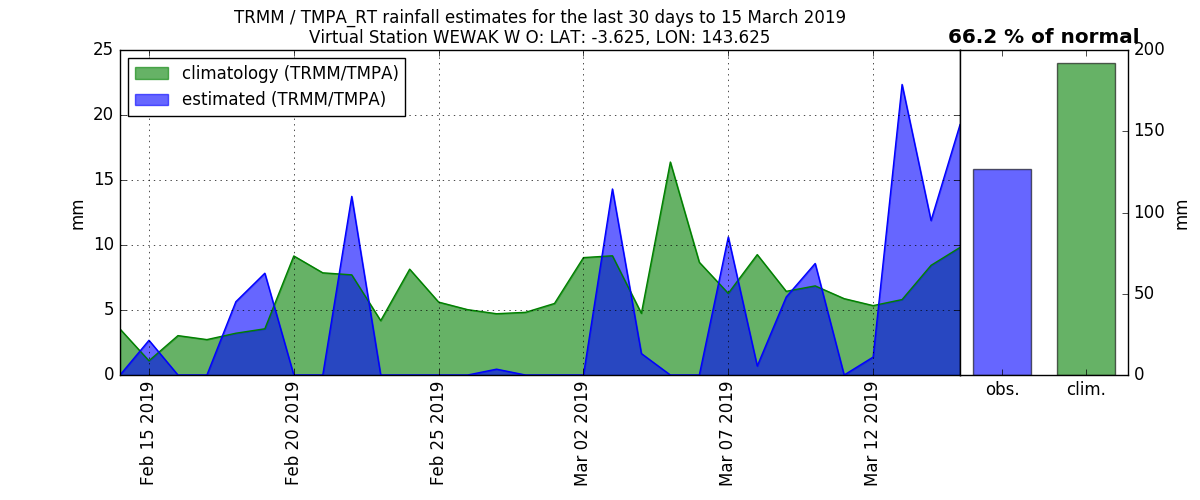 TRMM / TMPA_RT rainfall estimates for the last 30 days to 15 March 2019
Virtual Station WEWAK W O: LAT: -3.625, LON: 143.625
66.2 % of normal
climatology (TRMM/TMPA)
estimated (TRMM/TMPA)
mm
25
20
15
10
5
0
Feb 15 2019
Feb 20 2019
Feb 25 2019
Mar 02 2019
Mar 07 2019
Mar 12 2019
200
150
100
50
0
mm
obs.
clim.